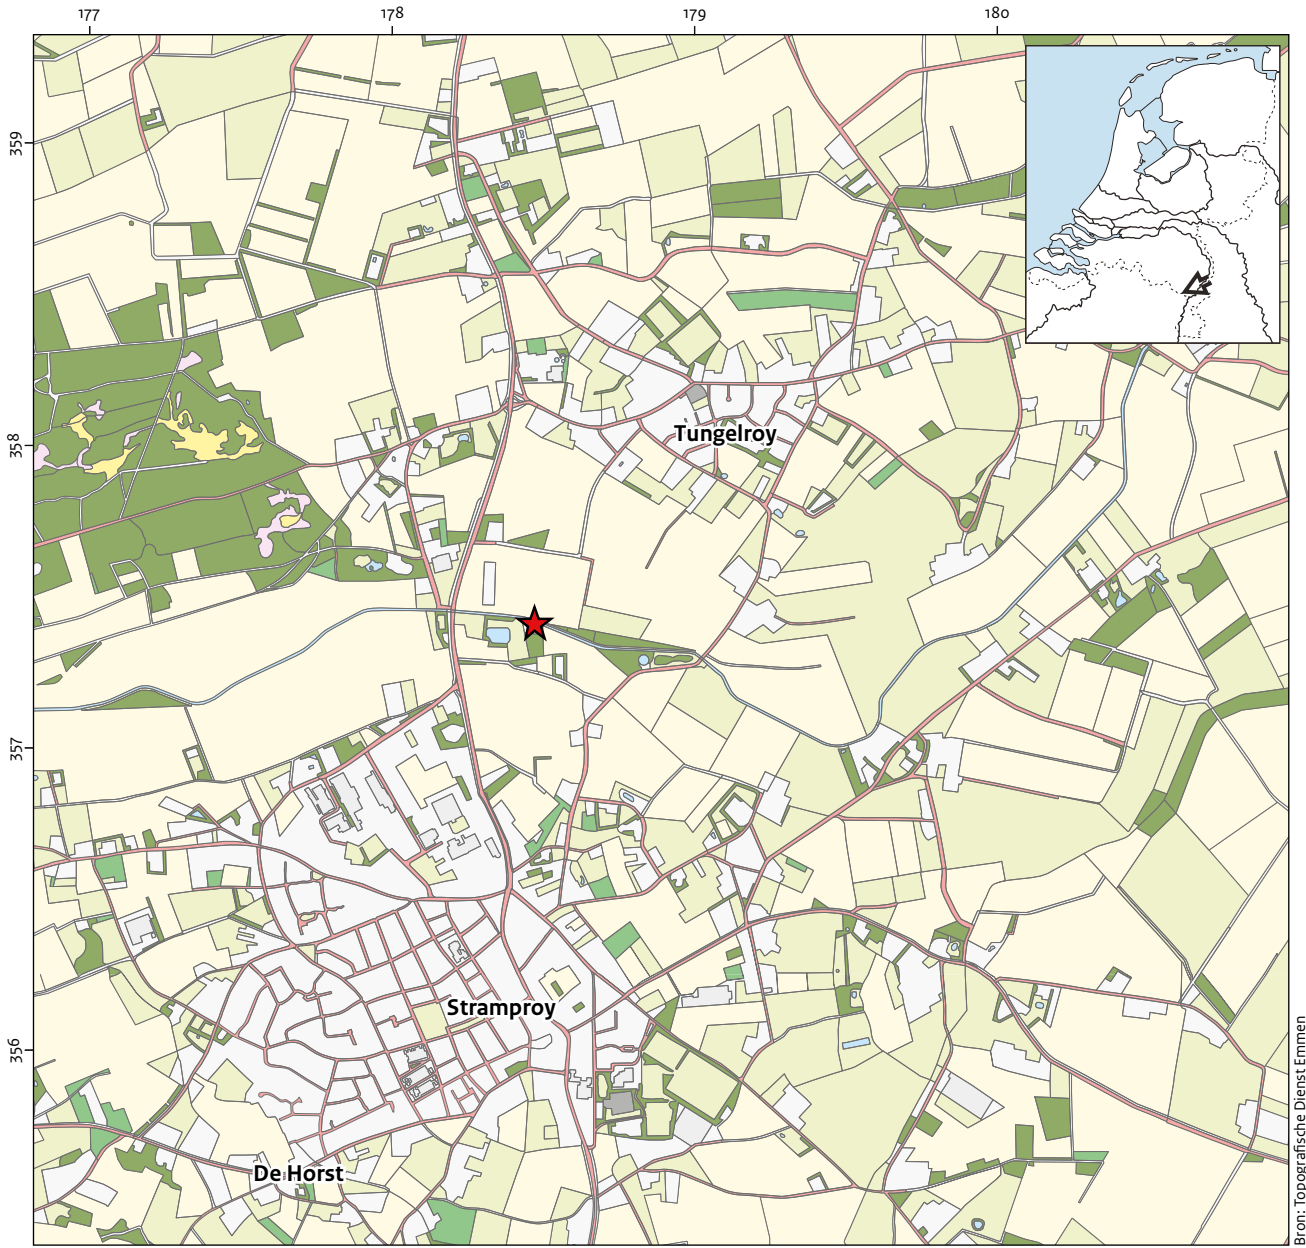 177 178 179 180
359
358
357
356
Tungelroy
Stramproy
De Horst
Bron: Topografische Dienst Emmen